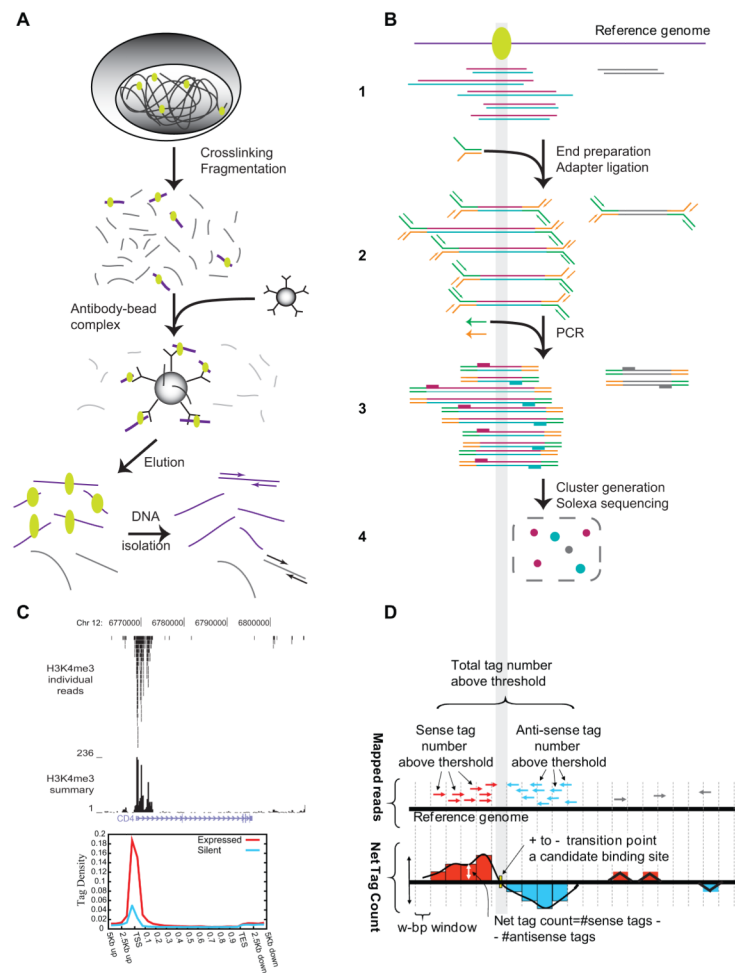 A
Crosslinking
Fragmentation
Antibody-bead
complex
Elution
DNA
isolation
B
Reference genome
1
End preparation
Adapter ligation
2
PCR
3
Cluster generation
Solexa sequencing
4
C
Chr 12: 6770000 6780000 6790000 6800000
H3K4me3
individual
reads
236
H3K4me3
summary
1
CD4
Tag Density
0.2
0.18
0.16
0.14
0.12
0.1
0.08
0.06
0.04
0.02
0
Expressed
Silent
5Kb up
2.5Kb up
TSS
0.1
0.2
0.3
0.4
0.5
0.6
0.7
0.8
0.9
TES
2.5Kb down
5Kb down
D
Total tag number
above threshold
Sense tag
number
above thershold
Anti-sense tag
number
above thershold
Mapped reads
Reference genome
+ to - transition point
a candidate binding site
Net Tag Count
w-bp window
Net tag count=#sense tags -
- #antisense tags